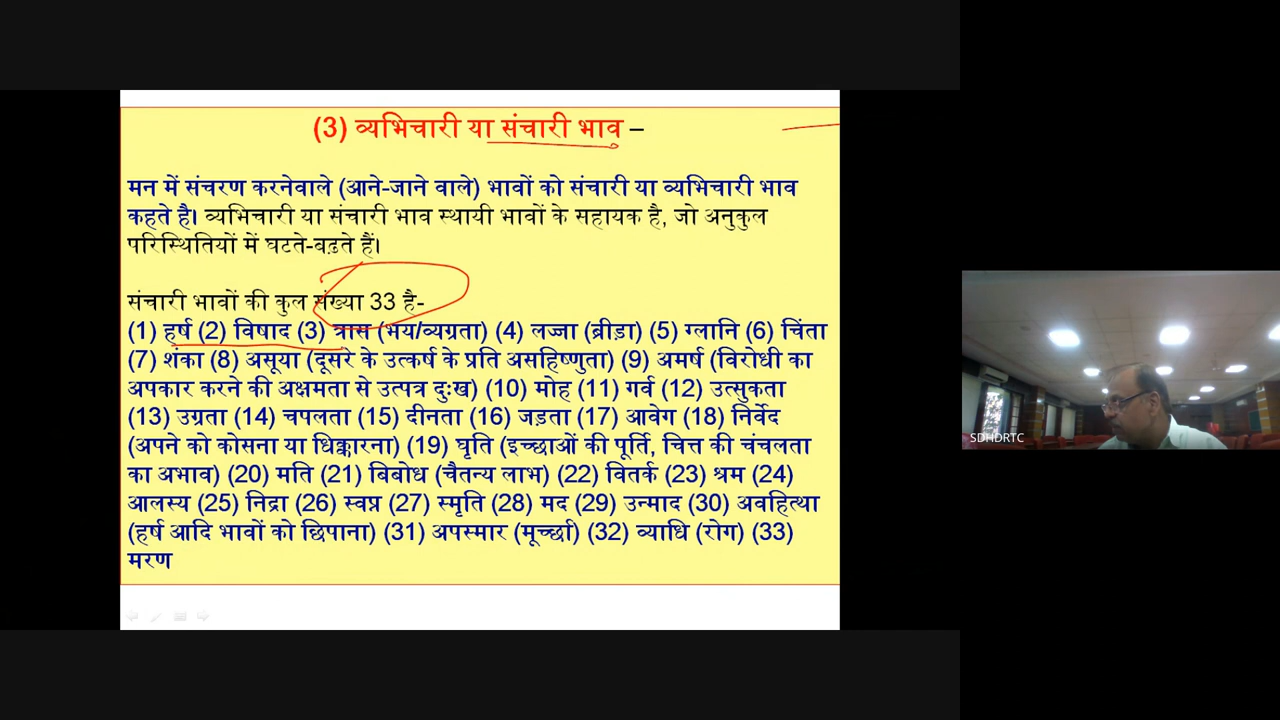 (3) व्यभिचारी या संचारी भाव –
मन में संचरण करनेवाले (आने-जाने वाले) भावों को संचारी या व्यभिचारी भाव
कहते है। व्यभिचारी या संचारी भाव स्थायी भावों के सहायक है, जो अनुकुल
परिस्थितियों में घटते-बढ़ते हैं।
संचारी भावों की कुल संख्या 33 है-
(1) हर्ष (2) विषाद (3) त्रास (भय/व्यग्रता) (4) लज्जा (ब्रीड़ा) (5) ग्लानि (6) चिंता
(7) शंका (8) असूया (दूसरे के उत्कर्ष के प्रति असहिष्णुता) (9) अमर्ष (विरोधी का
अपकार करने की अक्षमता से उत्पत्र दुःख) (10) मोह (11) गर्व (12) उत्सुकता
(13) उग्रता (14) चपलता (15) दीनता (16) जड़ता (17) आवेग (18) निर्वेद
(अपने को कोसना या धिक्कारना) (19) घृति (इच्छाओं की पूर्ति, चित्त की चंचलता
का अभाव) (20) मति (21) बिबोध (चैतन्य लाभ) (22) वितर्क (23) श्रम (24)
आलस्य (25) निद्रा (26) स्वप्न (27) स्मृति (28) मद (29) उन्माद (30) अवहित्था
(हर्ष आदि भावों को छिपाना) (31) अपस्मार (मूर्च्छा) (32) व्याधि (रोग) (33)
मरण
SDHDRTC